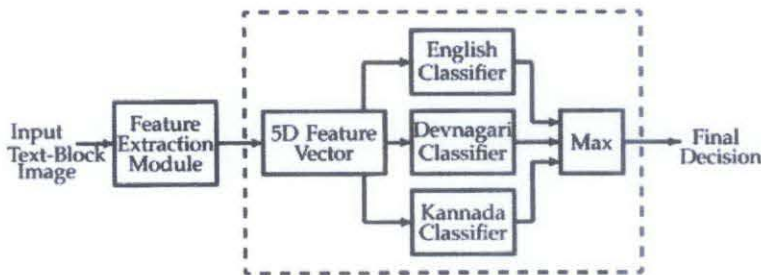 Input
Text-Block
Image
Feature
Extraction
Module
5D Feature
Vector
English
Classifier
Devnagari
Classifier
Kannada
Classifier
Max
Final
Decision